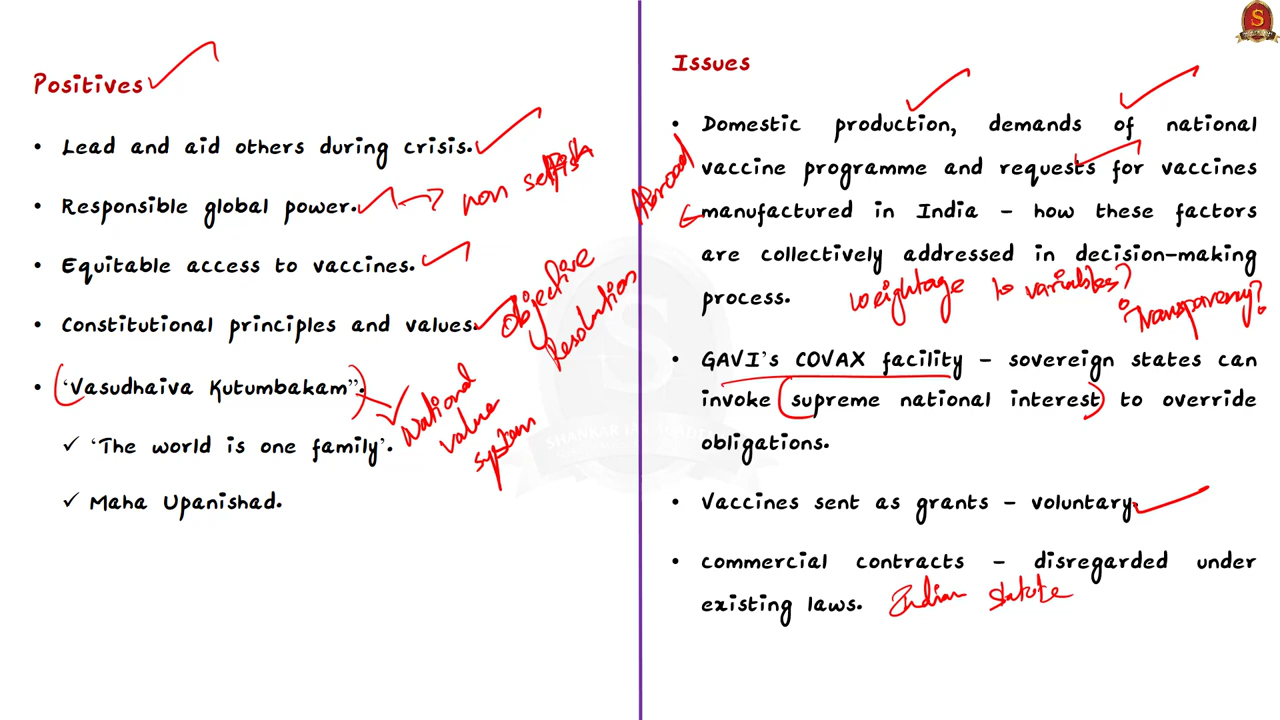 Positives
• Lead and aid others during crisis.
• Responsible global power.
non selfish
• Equitable access to vaccines.
• Constitutional principles and values.
Objective
Resolution
• ‘Vasudhaiva Kutumbakam”.
National
value
system
✓ ‘The world is one family’.
✓ Maha Upanishad.
Issues
• Domestic production, demands of national
vaccine programme and requests for vaccines
Abroad
manufactured in India – how these factors
are collectively addressed in decision-making
process.
weightage to variables?
Transparency?
• GAVI’s COVAX facility – sovereign states can
invoke supreme national interest to override
obligations.
• Vaccines sent as grants – voluntary.
• commercial contracts – disregarded under
existing laws.
Indian statute
S
SHANKAR IAS ACADEMY